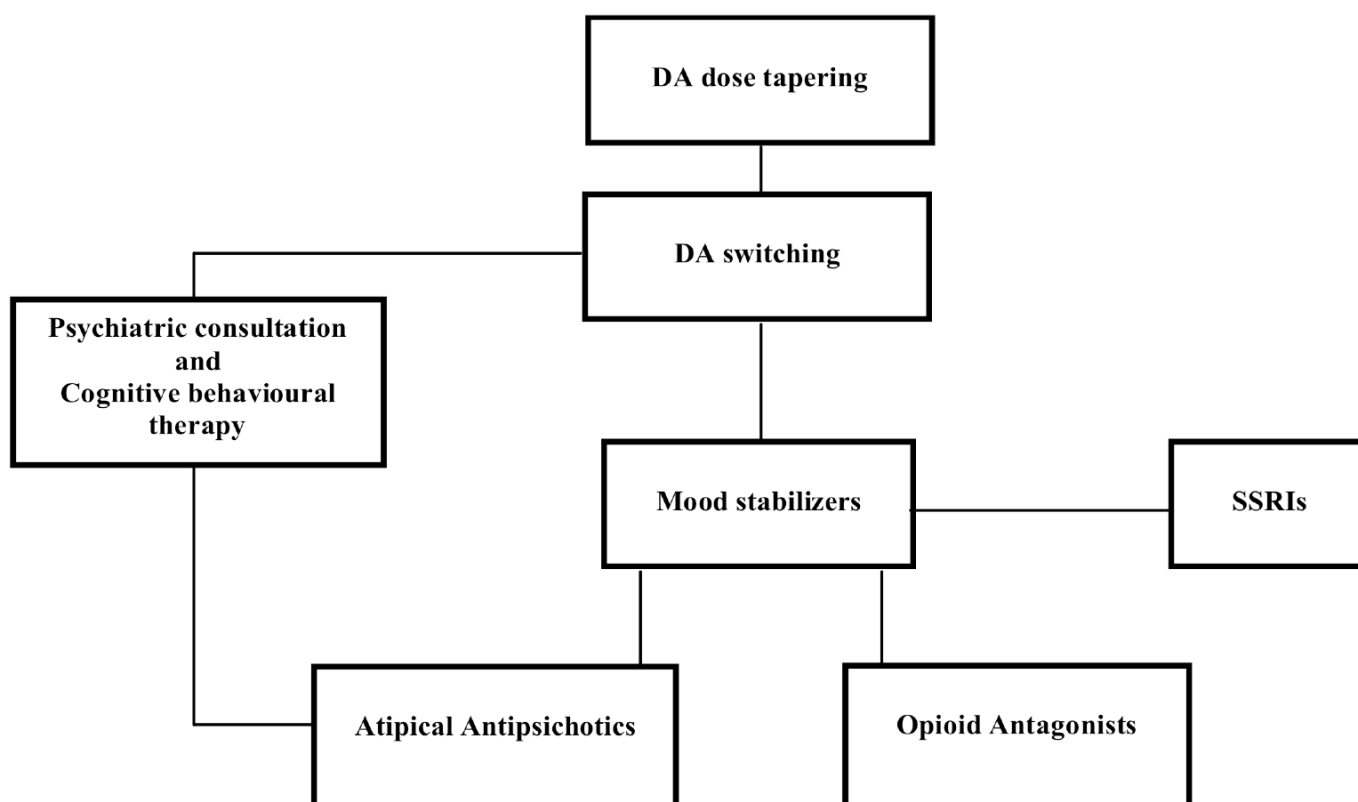 DA dose tapering
DA switching
Psychiatric consultation
and
Cognitive behavioural
therapy
Mood stabilizers
SSRIs
Atipical Antipsichotics
Opioid Antagonists